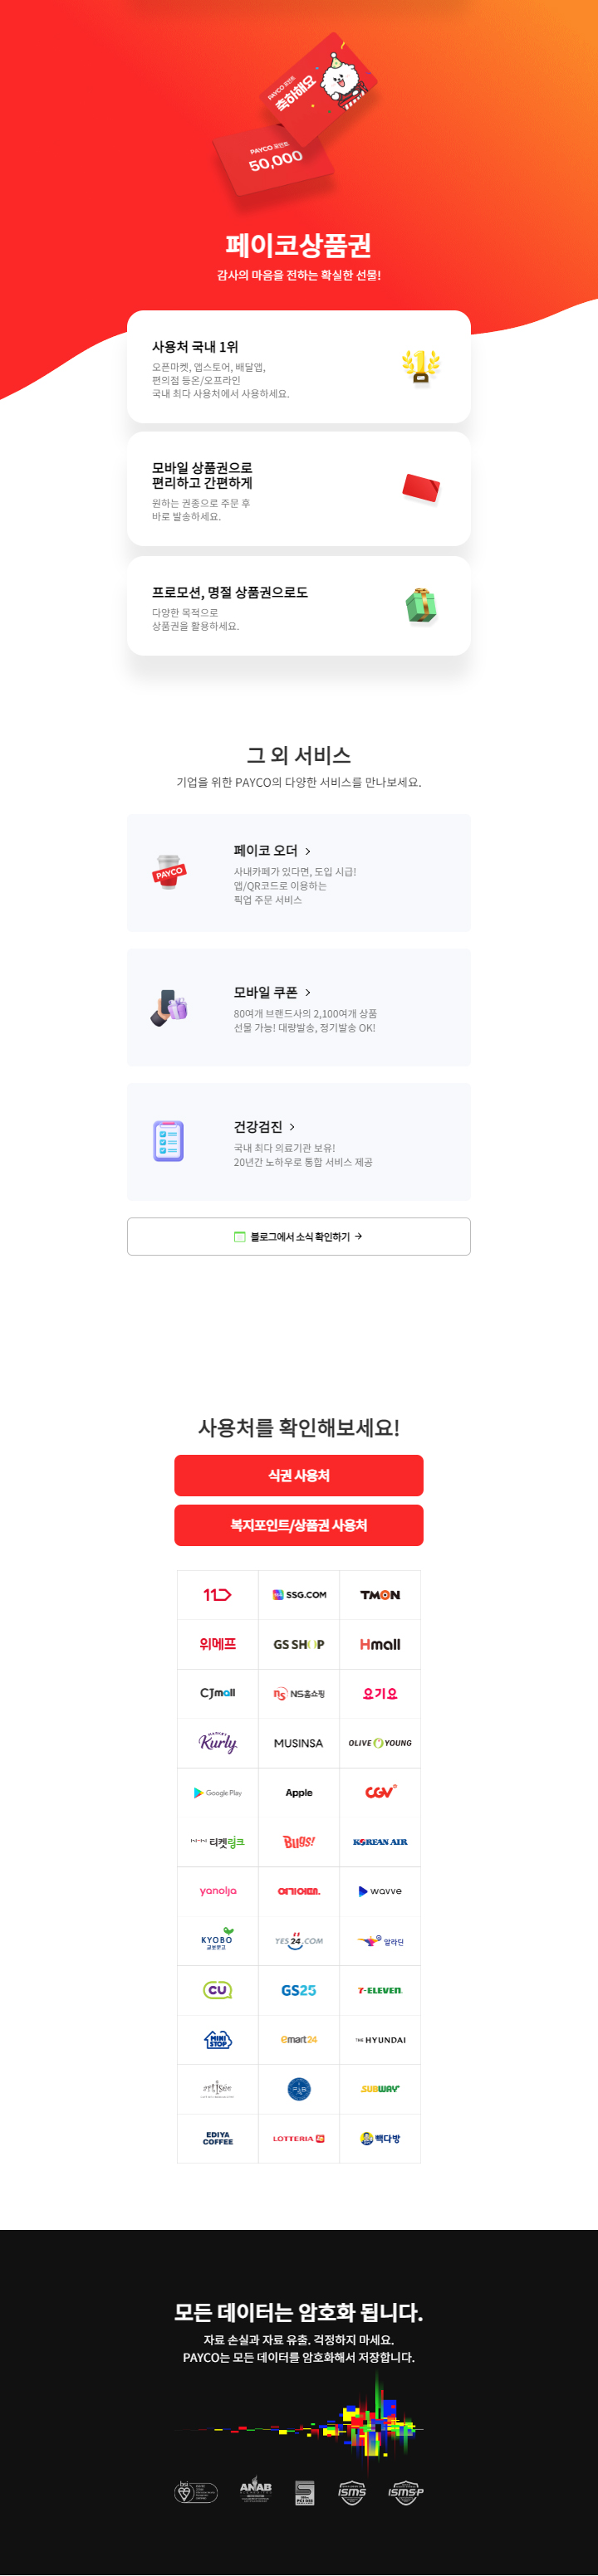 PAYCO 포인트
축하해요
PAYCO 포인트
50,000
페이코상품권
감사의 마음을 전하는 확실한 선물!
사용처 국내 1위
오픈마켓, 앱스토어, 배달앱,
편의점 등온/오프라인
국내 최다 사용처에서 사용하세요.
1
모바일 상품권으로
편리하고 간편하게
원하는 권종으로 주문 후
바로 발송하세요.
프로모션, 명절 상품권으로도
다양한 목적으로
상품권을 활용하세요.
그 외 서비스
기업을 위한 PAYCO의 다양한 서비스를 만나보세요.
PAYCO
페이코 오더 >
사내카페가 있다면, 도입 시급!
앱/QR코드로 이용하는
픽업 주문 서비스
모바일 쿠폰 >
80여개 브랜드사의 2,100여개 상품
선물 가능! 대량발송, 정기발송 OK!
건강검진 >
국내 최다 의료기관 보유!
20년간 노하우로 통합 서비스 제공
블로그에서 소식 확인하기 →
사용처를 확인해보세요!
식권 사용처
복지포인트/상품권 사용처
11 SSG.COM TMON
위메프 GS SHOP Hmall
CJmall NS홈쇼핑 요기요
MARKET Kurly MUSINSA OLIVE YOUNG
Google Play Apple CGV
티켓링크 Bugs! KOREAN AIR
yanolja 여기어때. wavve
KYOBO 교보문고 YES24.COM 알라딘
CU GS25 7-ELEVEN
MINI STOP emart24 THE HYUNDAI
artisée SUBWAY
EDIYA COFFEE LOTTERIA 빽다방
모든 데이터는 암호화 됩니다.
자료 손실과 자료 유출. 걱정하지 마세요.
PAYCO는 모든 데이터를 암호화해서 저장합니다.
bsi ANAB PCI DSS ISMS ISMS-P